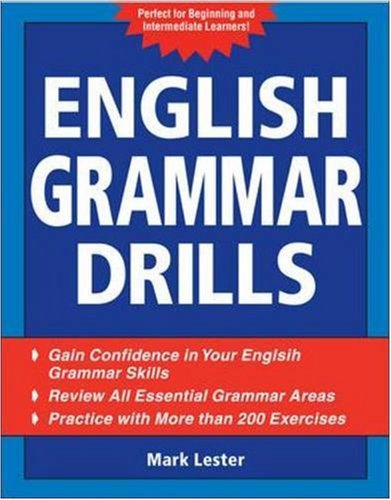 Perfect for Beginning and
Intermediate Learners!
ENGLISH
GRAMMAR
DRILLS
Gain Confidence in Your Englsih
Grammar Skills
Review All Essential Grammar Areas
Practice with More than 200 Exercises
Mark Lester